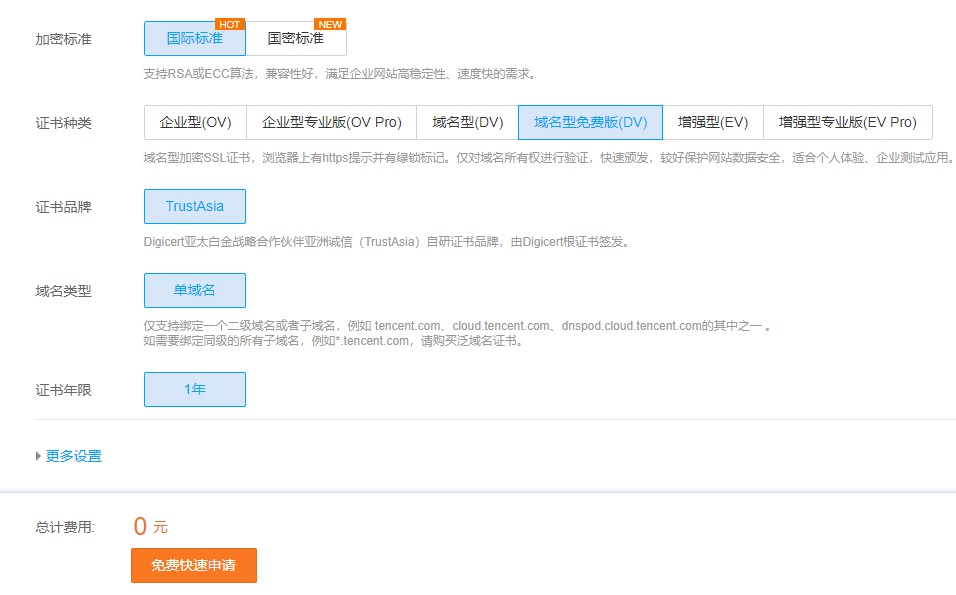 HOT
NEW
加密标准 国际标准 国密标准
支持RSA或ECC算法，兼容性好，满足企业网站高稳定性、速度快的需求。
证书种类 企业型(OV) 企业型专业版(OV Pro) 域名型(DV) 域名型免费版(DV) 增强型(EV) 增强型专业版(EV Pro)
域名型加密SSL证书，浏览器上有https提示并有绿锁标记。仅对域名所有权进行验证，快速颁发，较好保护网站数据安全，适合个人体验、企业测试应用。
证书品牌 TrustAsia
Digicert亚太白金战略合作伙伴亚洲诚信（TrustAsia）自研证书品牌，由Digicert根证书签发。
域名类型 单域名
仅支持绑定一个二级域名或者子域名，例如 tencent.com、cloud.tencent.com、dnspod.cloud.tencent.com的其中之一 。
如需要绑定同级的所有子域名，例如*.tencent.com，请购买泛域名证书。
证书年限 1年
更多设置
总计费用: 0 元
免费快速申请